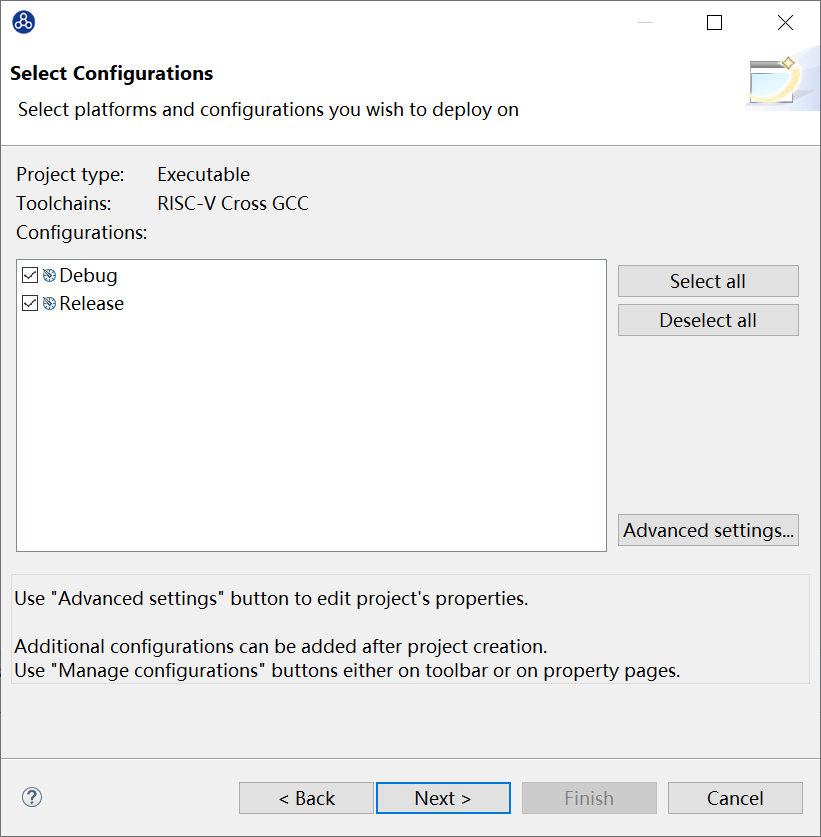 Select Configurations
Select platforms and configurations you wish to deploy on
Project type: Executable
Toolchains: RISC-V Cross GCC
Configurations:
Debug
Release
Select all
Deselect all
Advanced settings...
Use "Advanced settings" button to edit project's properties.
Additional configurations can be added after project creation.
Use "Manage configurations" buttons either on toolbar or on property pages.
< Back
Next >
Finish
Cancel